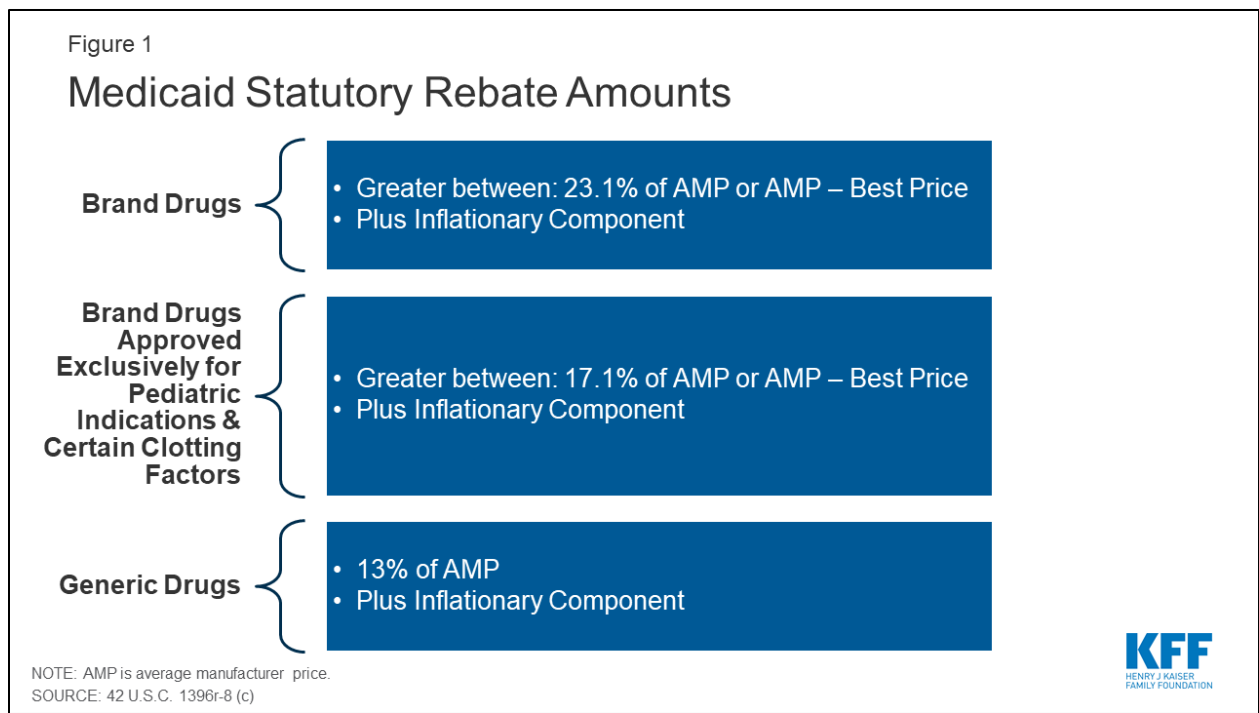 Figure 1
Medicaid Statutory Rebate Amounts
Brand Drugs
• Greater between: 23.1% of AMP or AMP – Best Price
• Plus Inflationary Component
Brand Drugs
Approved
Exclusively for
Pediatric
Indications &
Certain Clotting
Factors
• Greater between: 17.1% of AMP or AMP – Best Price
• Plus Inflationary Component
Generic Drugs
• 13% of AMP
• Plus Inflationary Component
NOTE: AMP is average manufacturer price.
SOURCE: 42 U.S.C. 1396r-8 (c)
KFF
HENRY J KAISER
FAMILY FOUNDATION